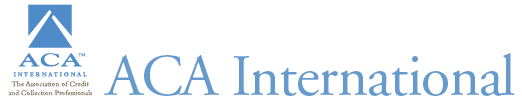 ACA™
INTERNATIONAL
The Association of Credit
and Collection Professionals
ACA International